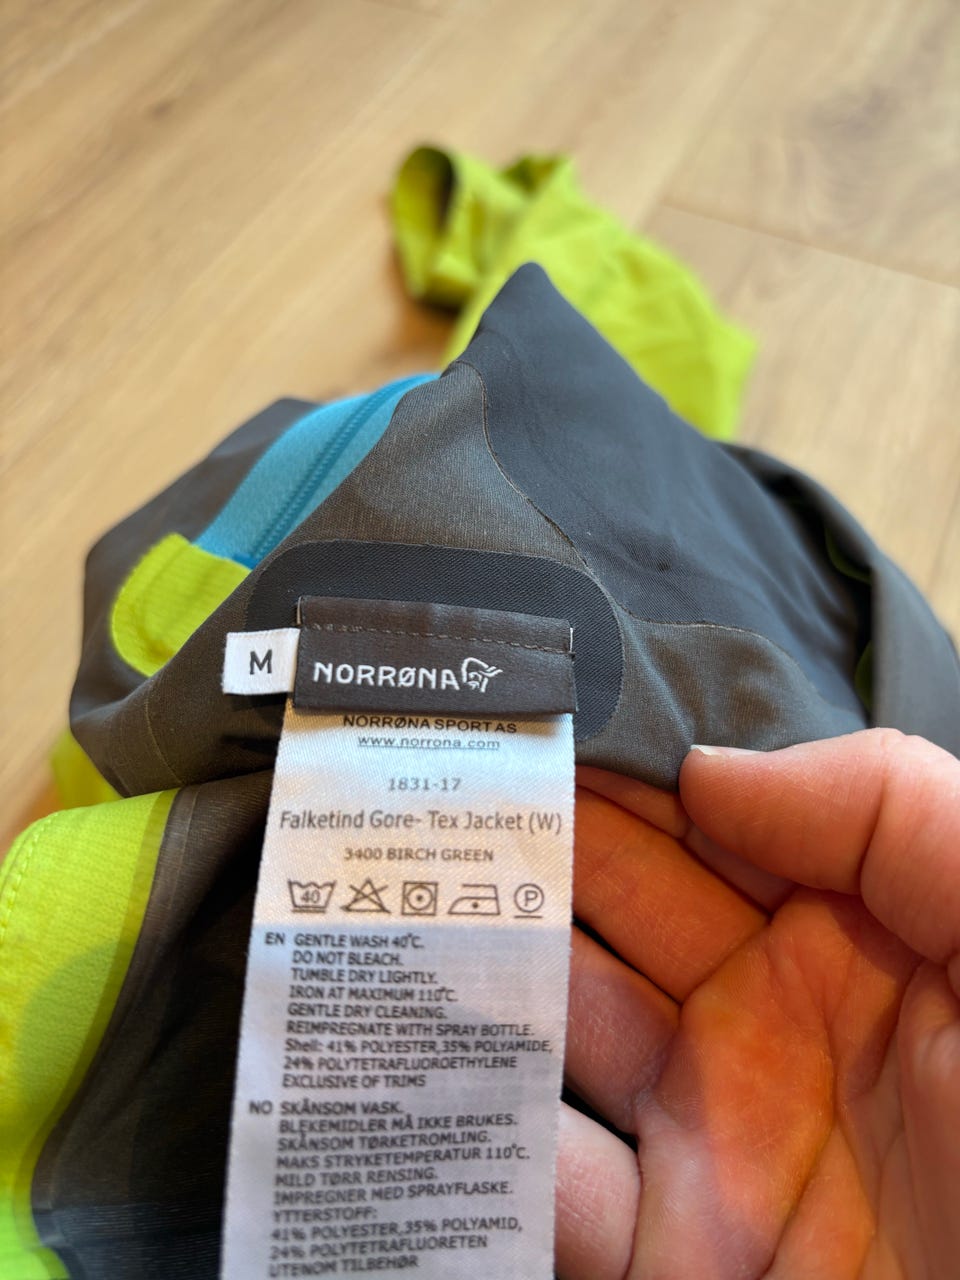 M
NORRØNA
NORRØNA SPORT AS
www.norrona.com
1831-17
Falketind Gore- Tex Jacket (W)
3400 BIRCH GREEN
40
P
EN GENTLE WASH 40°C.
DO NOT BLEACH.
TUMBLE DRY LIGHTLY.
IRON AT MAXIMUM 110°C.
GENTLE DRY CLEANING.
REIMPREGNATE WITH SPRAY BOTTLE.
Shell: 41% POLYESTER,35% POLYAMIDE,
24% POLYTETRAFLUOROETHYLENE
EXCLUSIVE OF TRIMS
NO SKÅNSOM VASK.
BLEKEMIDLER MÅ IKKE BRUKES.
SKÅNSOM TØRKETROMLING.
MAKS STRYKETEMPERATUR 110°C.
MILD TØRR RENSING.
IMPREGNER MED SPRAYFLASKE.
YTTERSTOFF:
41% POLYESTER,35% POLYAMID,
24% POLYTETRAFLUORETEN
UTENOM TILBEHØR